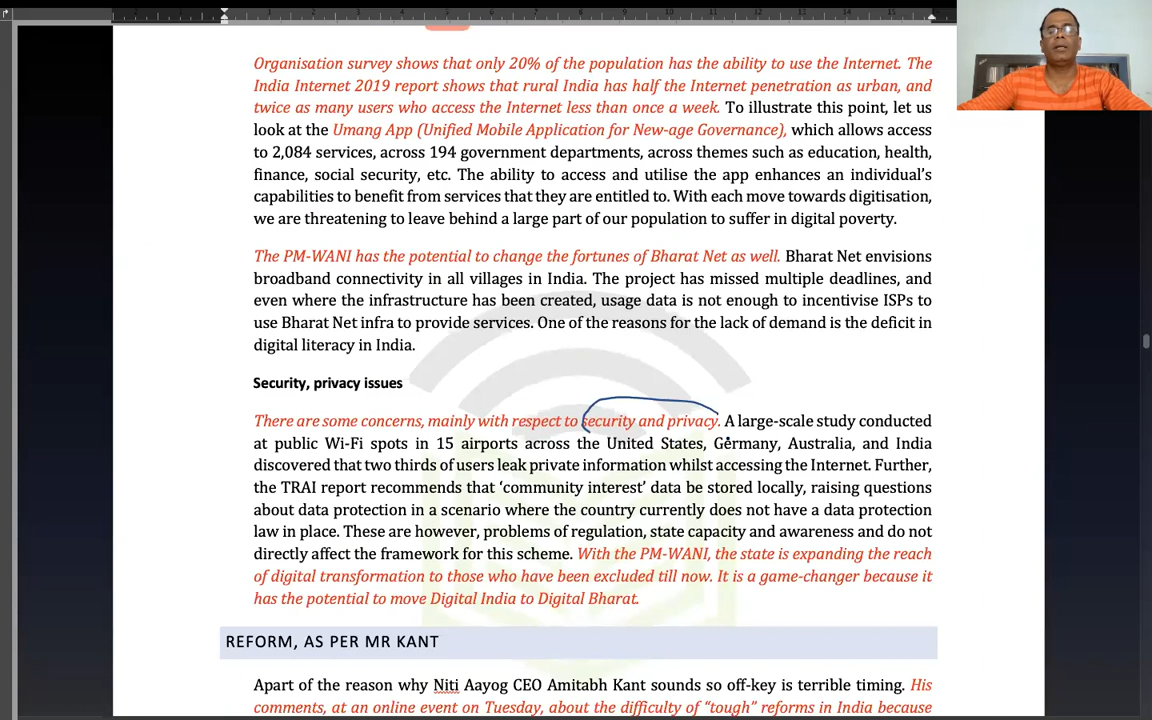 Organisation survey shows that only 20% of the population has the ability to use the Internet. The
India Internet 2019 report shows that rural India has half the Internet penetration as urban, and
twice as many users who access the Internet less than once a week. To illustrate this point, let us
look at the Umang App (Unified Mobile Application for New-age Governance), which allows access
to 2,084 services, across 194 government departments, across themes such as education, health,
finance, social security, etc. The ability to access and utilise the app enhances an individual's
capabilities to benefit from services that they are entitled to. With each move towards digitisation,
we are threatening to leave behind a large part of our population to suffer in digital poverty.
The PM-WANI has the potential to change the fortunes of Bharat Net as well. Bharat Net envisions
broadband connectivity in all villages in India. The project has missed multiple deadlines, and
even where the infrastructure has been created, usage data is not enough to incentivise ISPs to
use Bharat Net infra to provide services. One of the reasons for the lack of demand is the deficit in
digital literacy in India.
Security, privacy issues
There are some concerns, mainly with respect to security and privacy. A large-scale study conducted
at public Wi-Fi spots in 15 airports across the United States, Germany, Australia, and India
discovered that two thirds of users leak private information whilst accessing the Internet. Further,
the TRAI report recommends that 'community interest' data be stored locally, raising questions
about data protection in a scenario where the country currently does not have a data protection
law in place. These are however, problems of regulation, state capacity and awareness and do not
directly affect the framework for this scheme. With the PM-WANI, the state is expanding the reach
of digital transformation to those who have been excluded till now. It is a game-changer because it
has the potential to move Digital India to Digital Bharat.
REFORM, AS PER MR KANT
Apart of the reason why Niti Aayog CEO Amitabh Kant sounds so off-key is terrible timing. His
comments, at an online event on Tuesday, about the difficulty of "tough" reforms in India because